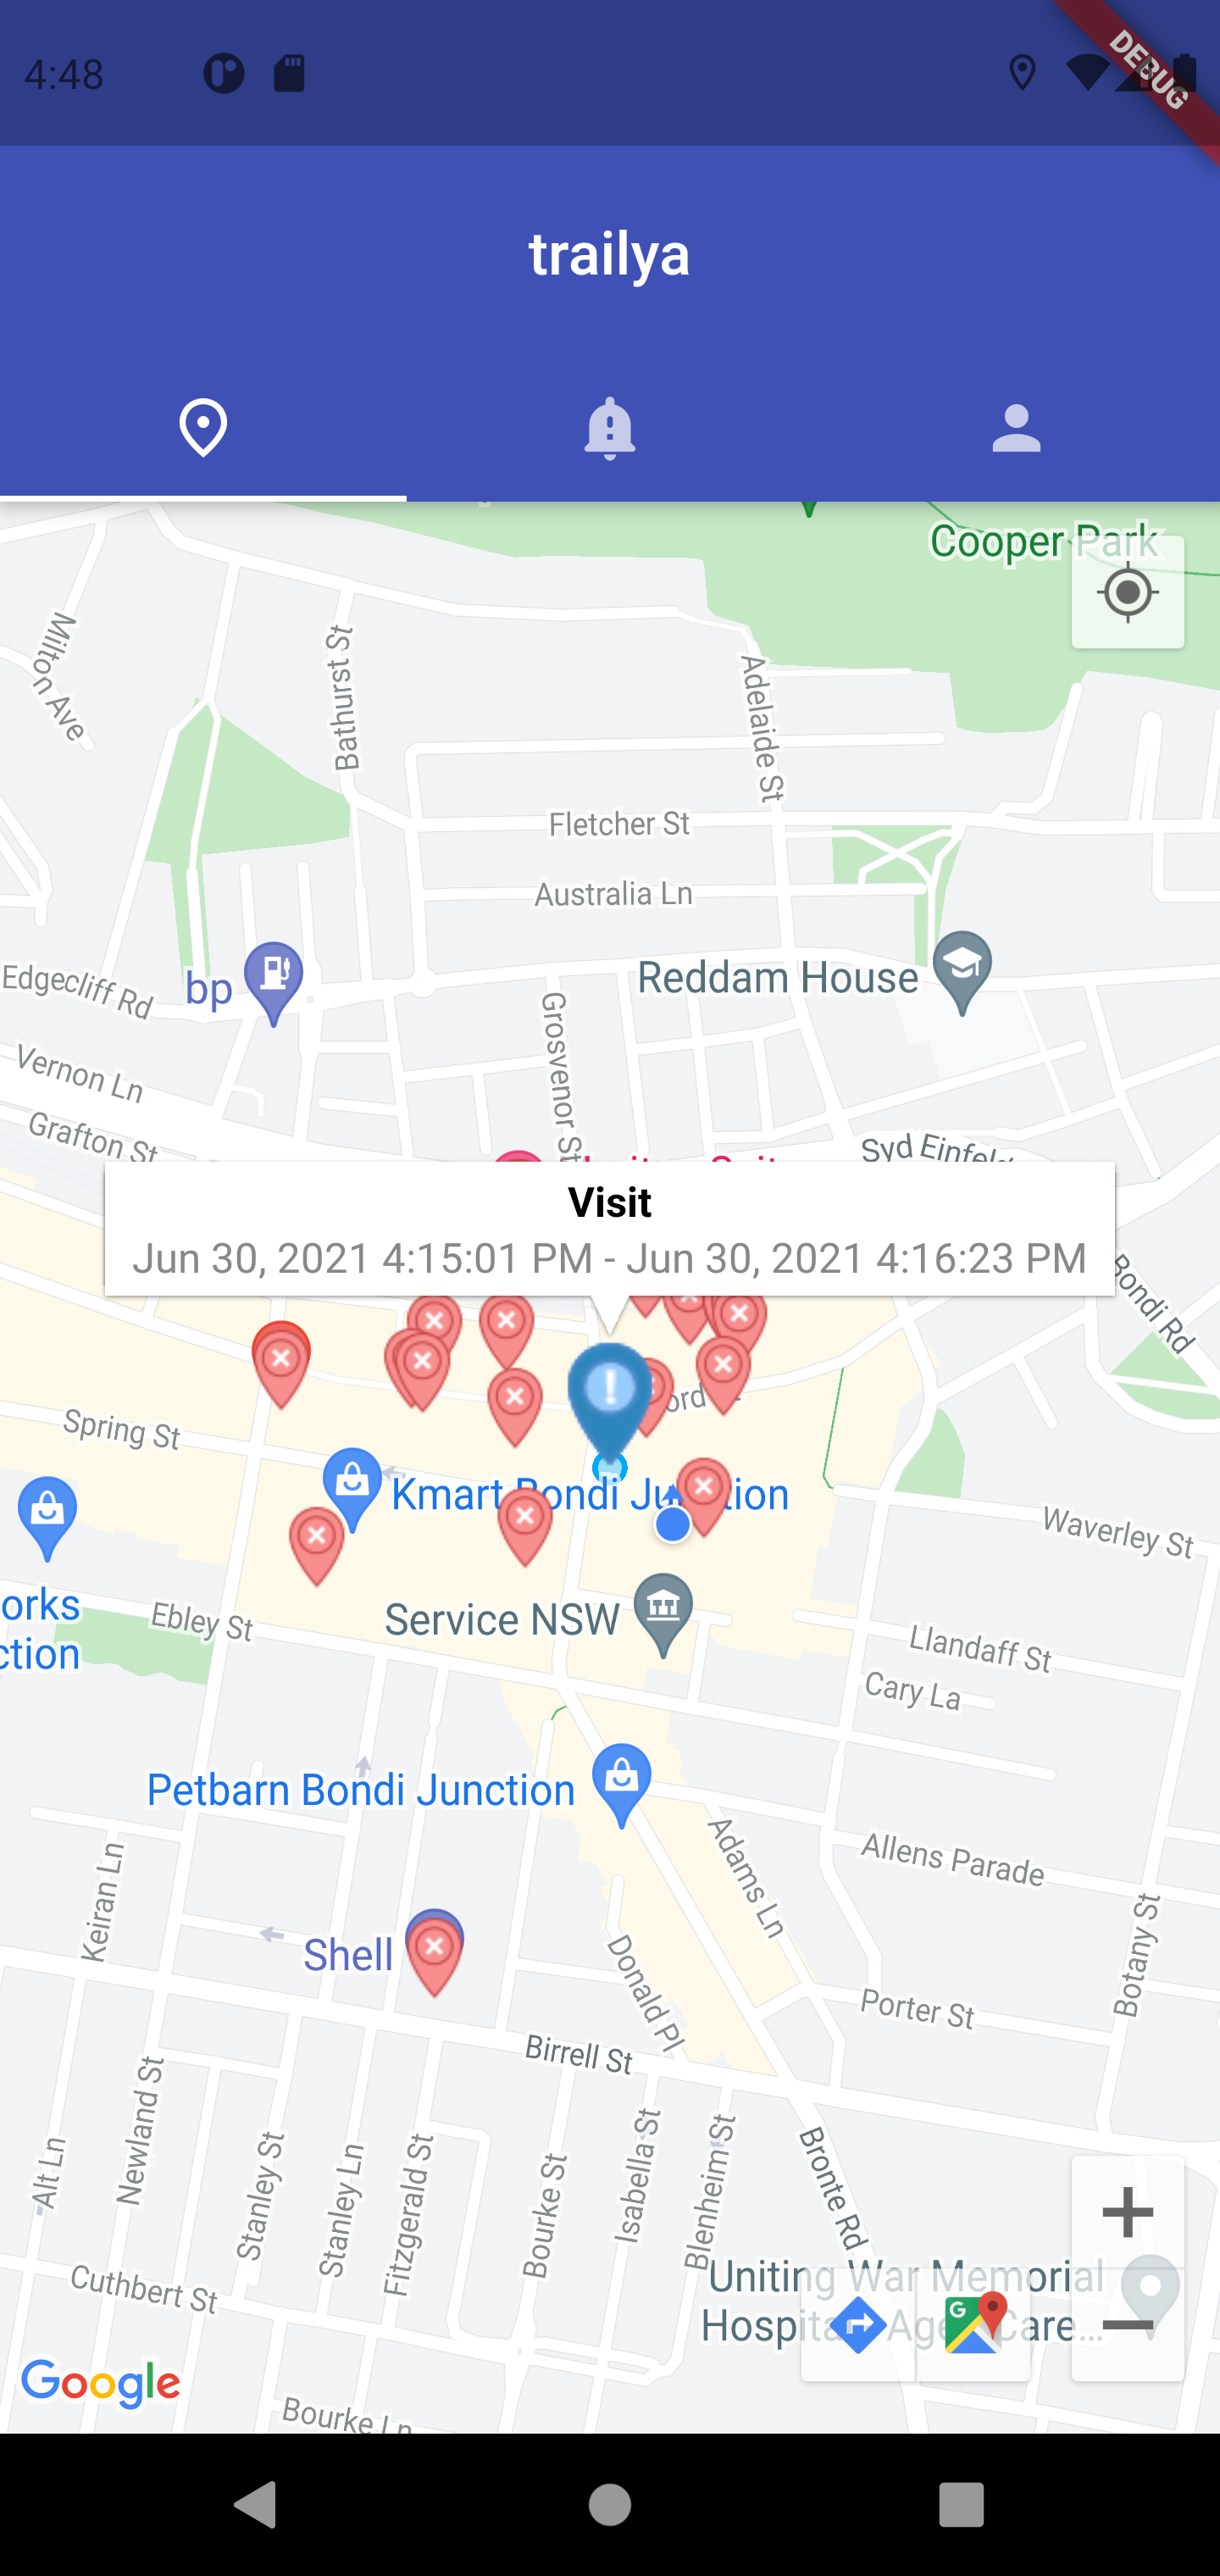 4:48
DEBUG
trailya
Cooper Park
Milton Ave
Bathurst St
Adelaide St
Fletcher St
Australia Ln
Edgecliff Rd
bp
Reddam House
Grosvenor St
Vernon Ln
Grafton St
Syd Einfeld
Visit
Jun 30, 2021 4:15:01 PM - Jun 30, 2021 4:16:23 PM
Bondi Rd
Spring St
ord
Kmart Bondi Junction
Waverley St
orks
ction
Ebley St
Service NSW
Llandaff St
Cary La
Petbarn Bondi Junction
Adams Ln
Allens Parade
Keiran Ln
Shell
Donald Pl
Botany St
Porter St
Birrell St
Alt Ln
Newland St
Stanley St
Stanley Ln
Fitzgerald St
Bourke St
Isabella St
Blenheim St
Bronte Rd
Uniting War Memorial
Hospital Age Care...
Cuthbert St
G
Google
Bourke Ln